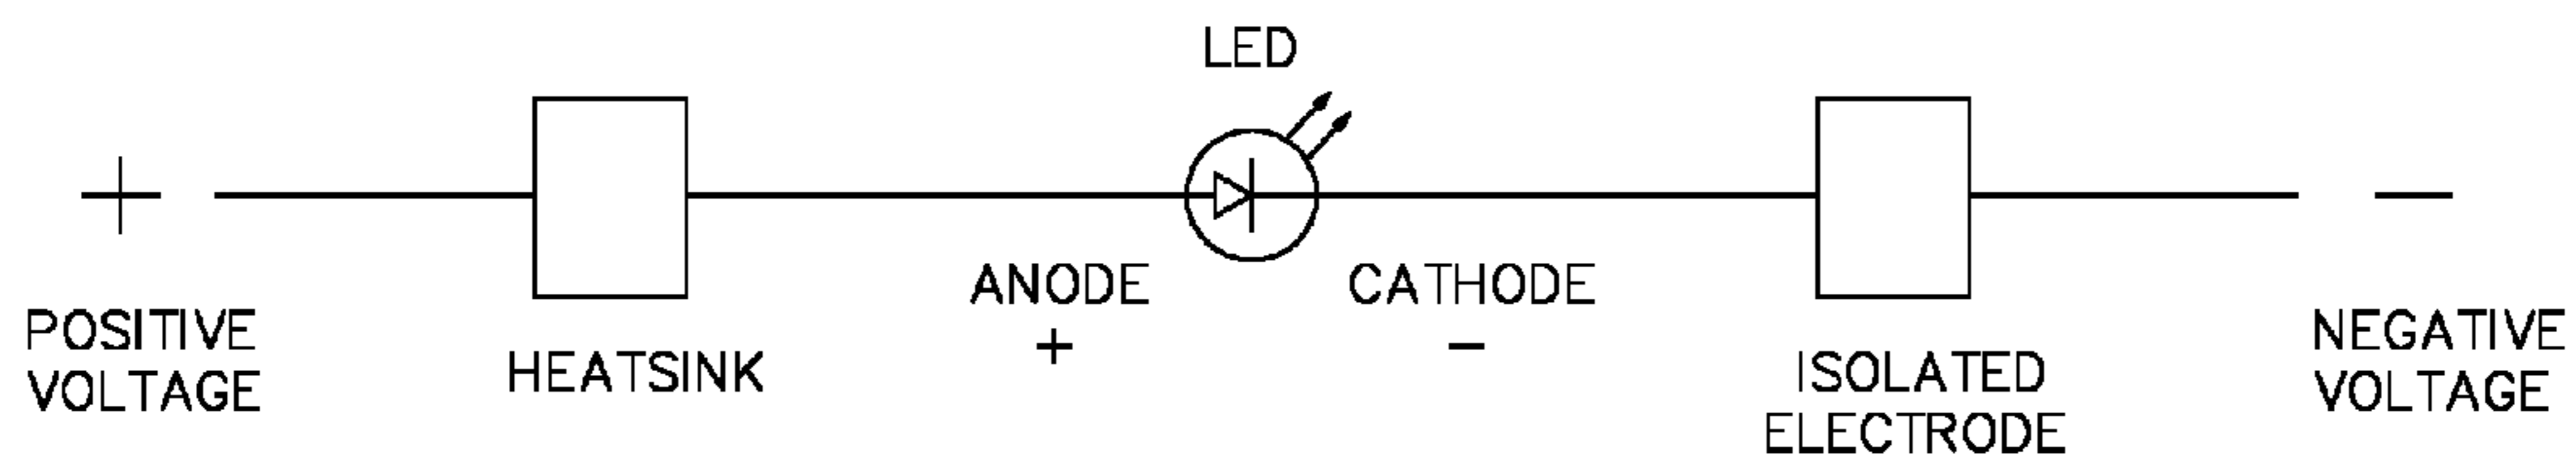 LED
ANODE
+
CATHODE
−
+
POSITIVE
VOLTAGE
HEATSINK
ISOLATED
ELECTRODE
−
NEGATIVE
VOLTAGE